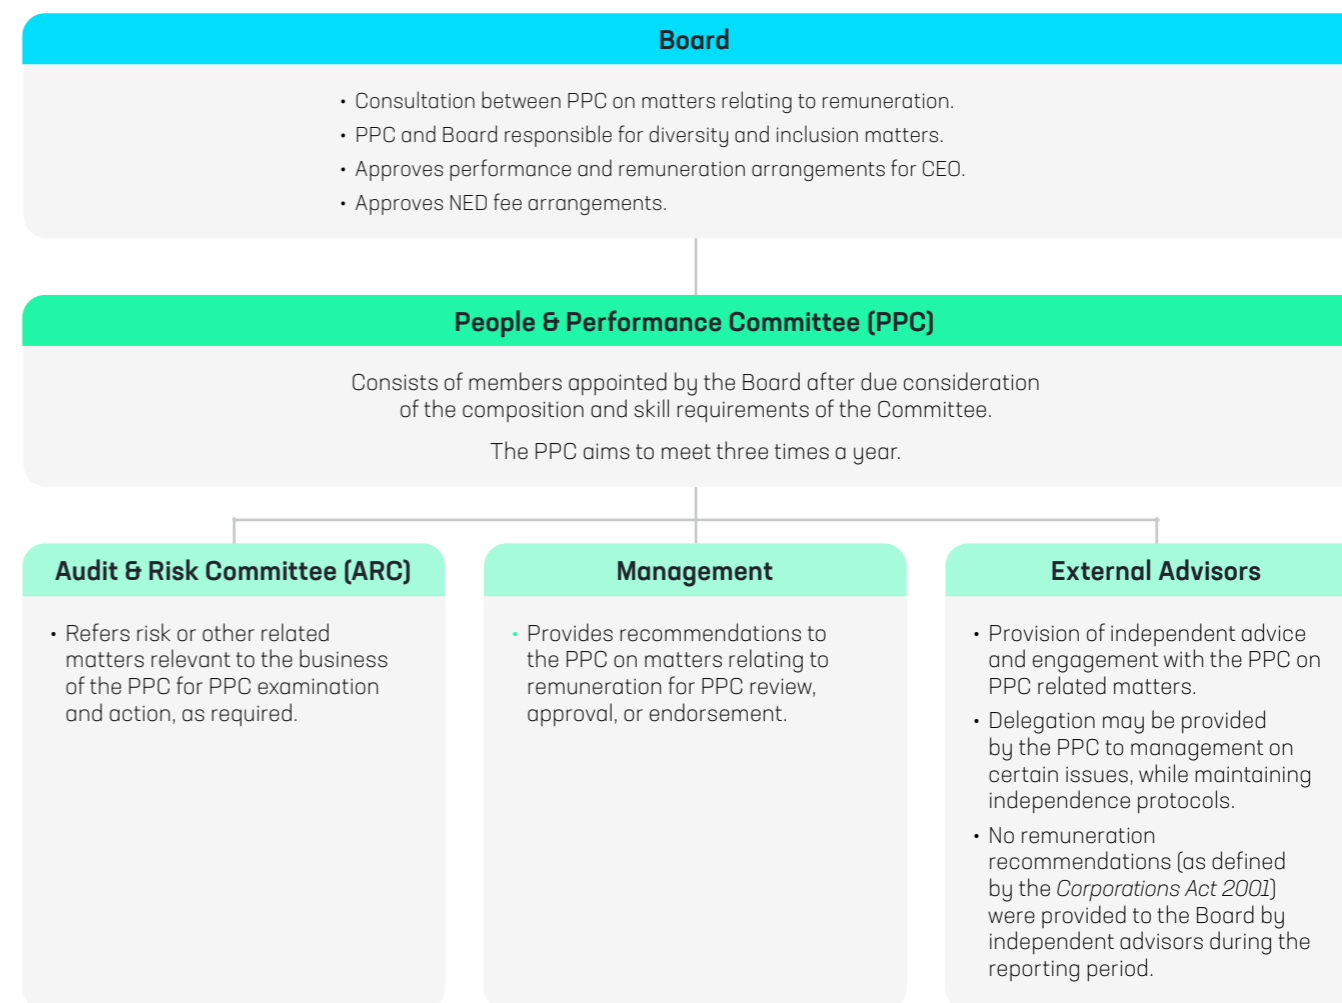 Board
• Consultation between PPC on matters relating to remuneration.
• PPC and Board responsible for diversity and inclusion matters.
• Approves performance and remuneration arrangements for CEO.
• Approves NED fee arrangements.
People & Performance Committee (PPC)
Consists of members appointed by the Board after due consideration
of the composition and skill requirements of the Committee.
The PPC aims to meet three times a year.
Audit & Risk Committee (ARC)
• Refers risk or other related
matters relevant to the business
of the PPC for PPC examination
and action, as required.
Management
• Provides recommendations to
the PPC on matters relating to
remuneration for PPC review,
approval, or endorsement.
External Advisors
• Provision of independent advice
and engagement with the PPC on
PPC related matters.
• Delegation may be provided
by the PPC to management on
certain issues, while maintaining
independence protocols.
• No remuneration
recommendations (as defined
by the Corporations Act 2001)
were provided to the Board by
independent advisors during the
reporting period.